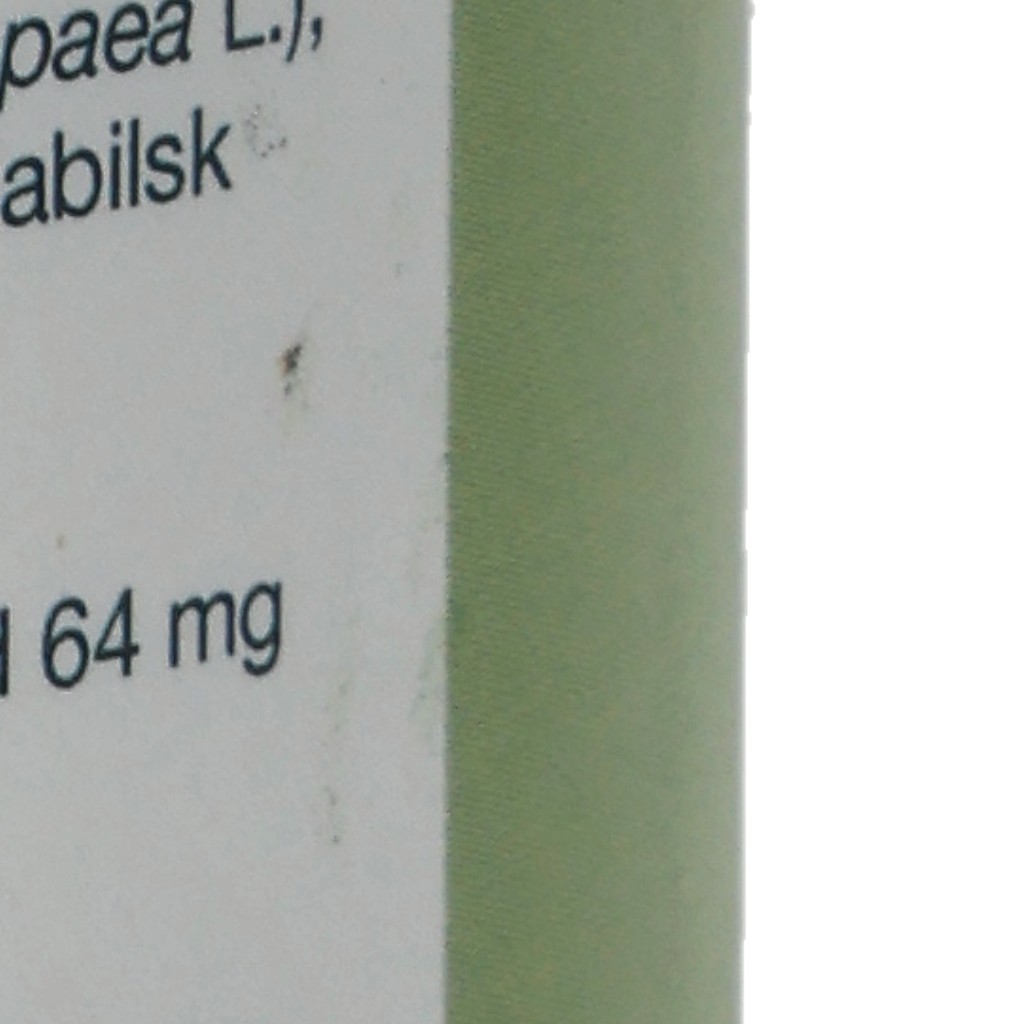 paea L.),
abilsk
64 mg